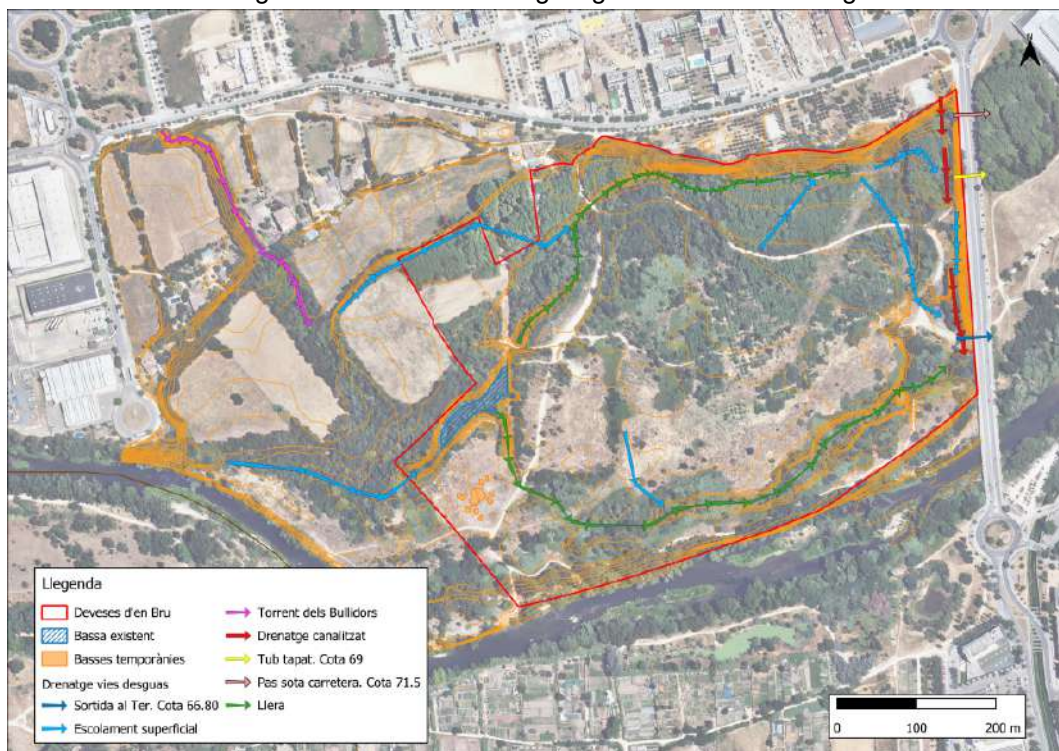 N
Llegenda
Deveses d'en Bru
Bassa existent
Basses temporànies
Drenatge vies desguas
Sortida al Ter. Cota 66.80
Escolament superficial
Torrent dels Bullidors
Drenatge canalitzat
Tub tapat. Cota 69
Pas sota carretera. Cota 71.5
Llera
0 100 200 m